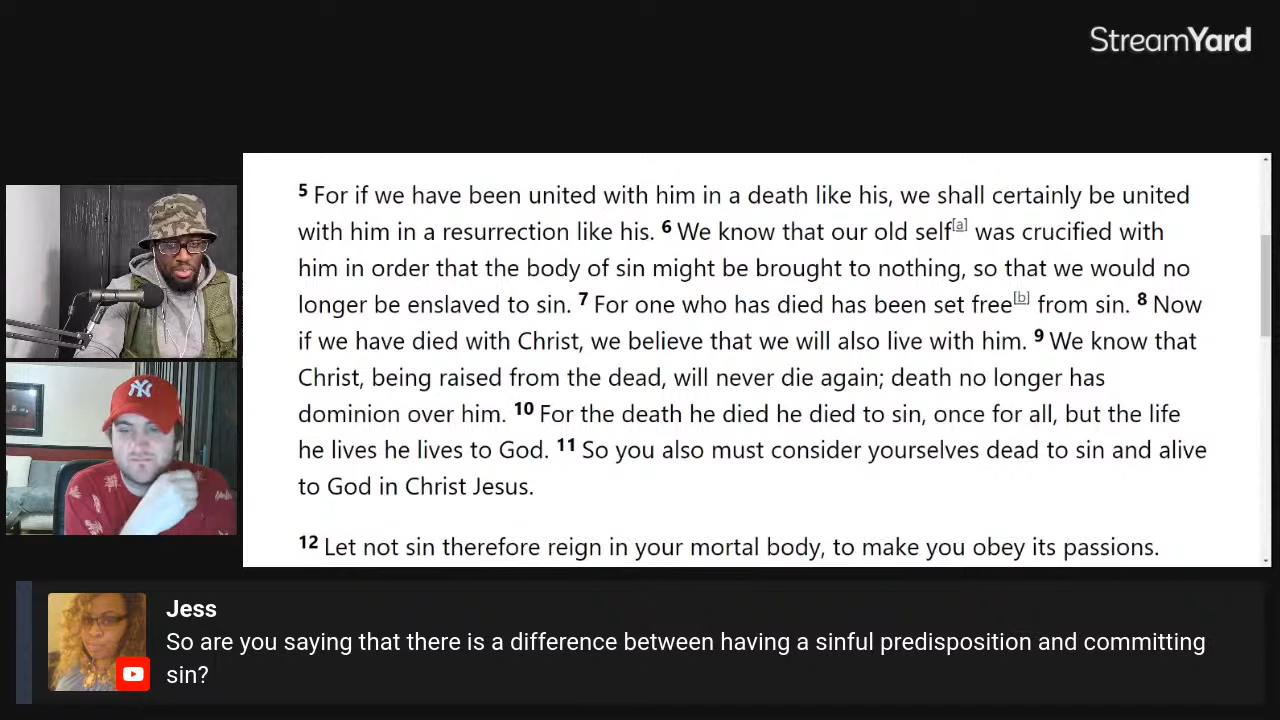 StreamYard
5 For if we have been united with him in a death like his, we shall certainly be united
with him in a resurrection like his. 6 We know that our old self[a] was crucified with
him in order that the body of sin might be brought to nothing, so that we would no
longer be enslaved to sin. 7 For one who has died has been set free[b] from sin. 8 Now
if we have died with Christ, we believe that we will also live with him. 9 We know that
Christ, being raised from the dead, will never die again; death no longer has
dominion over him. 10 For the death he died he died to sin, once for all, but the life
he lives he lives to God. 11 So you also must consider yourselves dead to sin and alive
to God in Christ Jesus.
12 Let not sin therefore reign in your mortal body, to make you obey its passions.
NY
Jess
So are you saying that there is a difference between having a sinful predisposition and committing
sin?